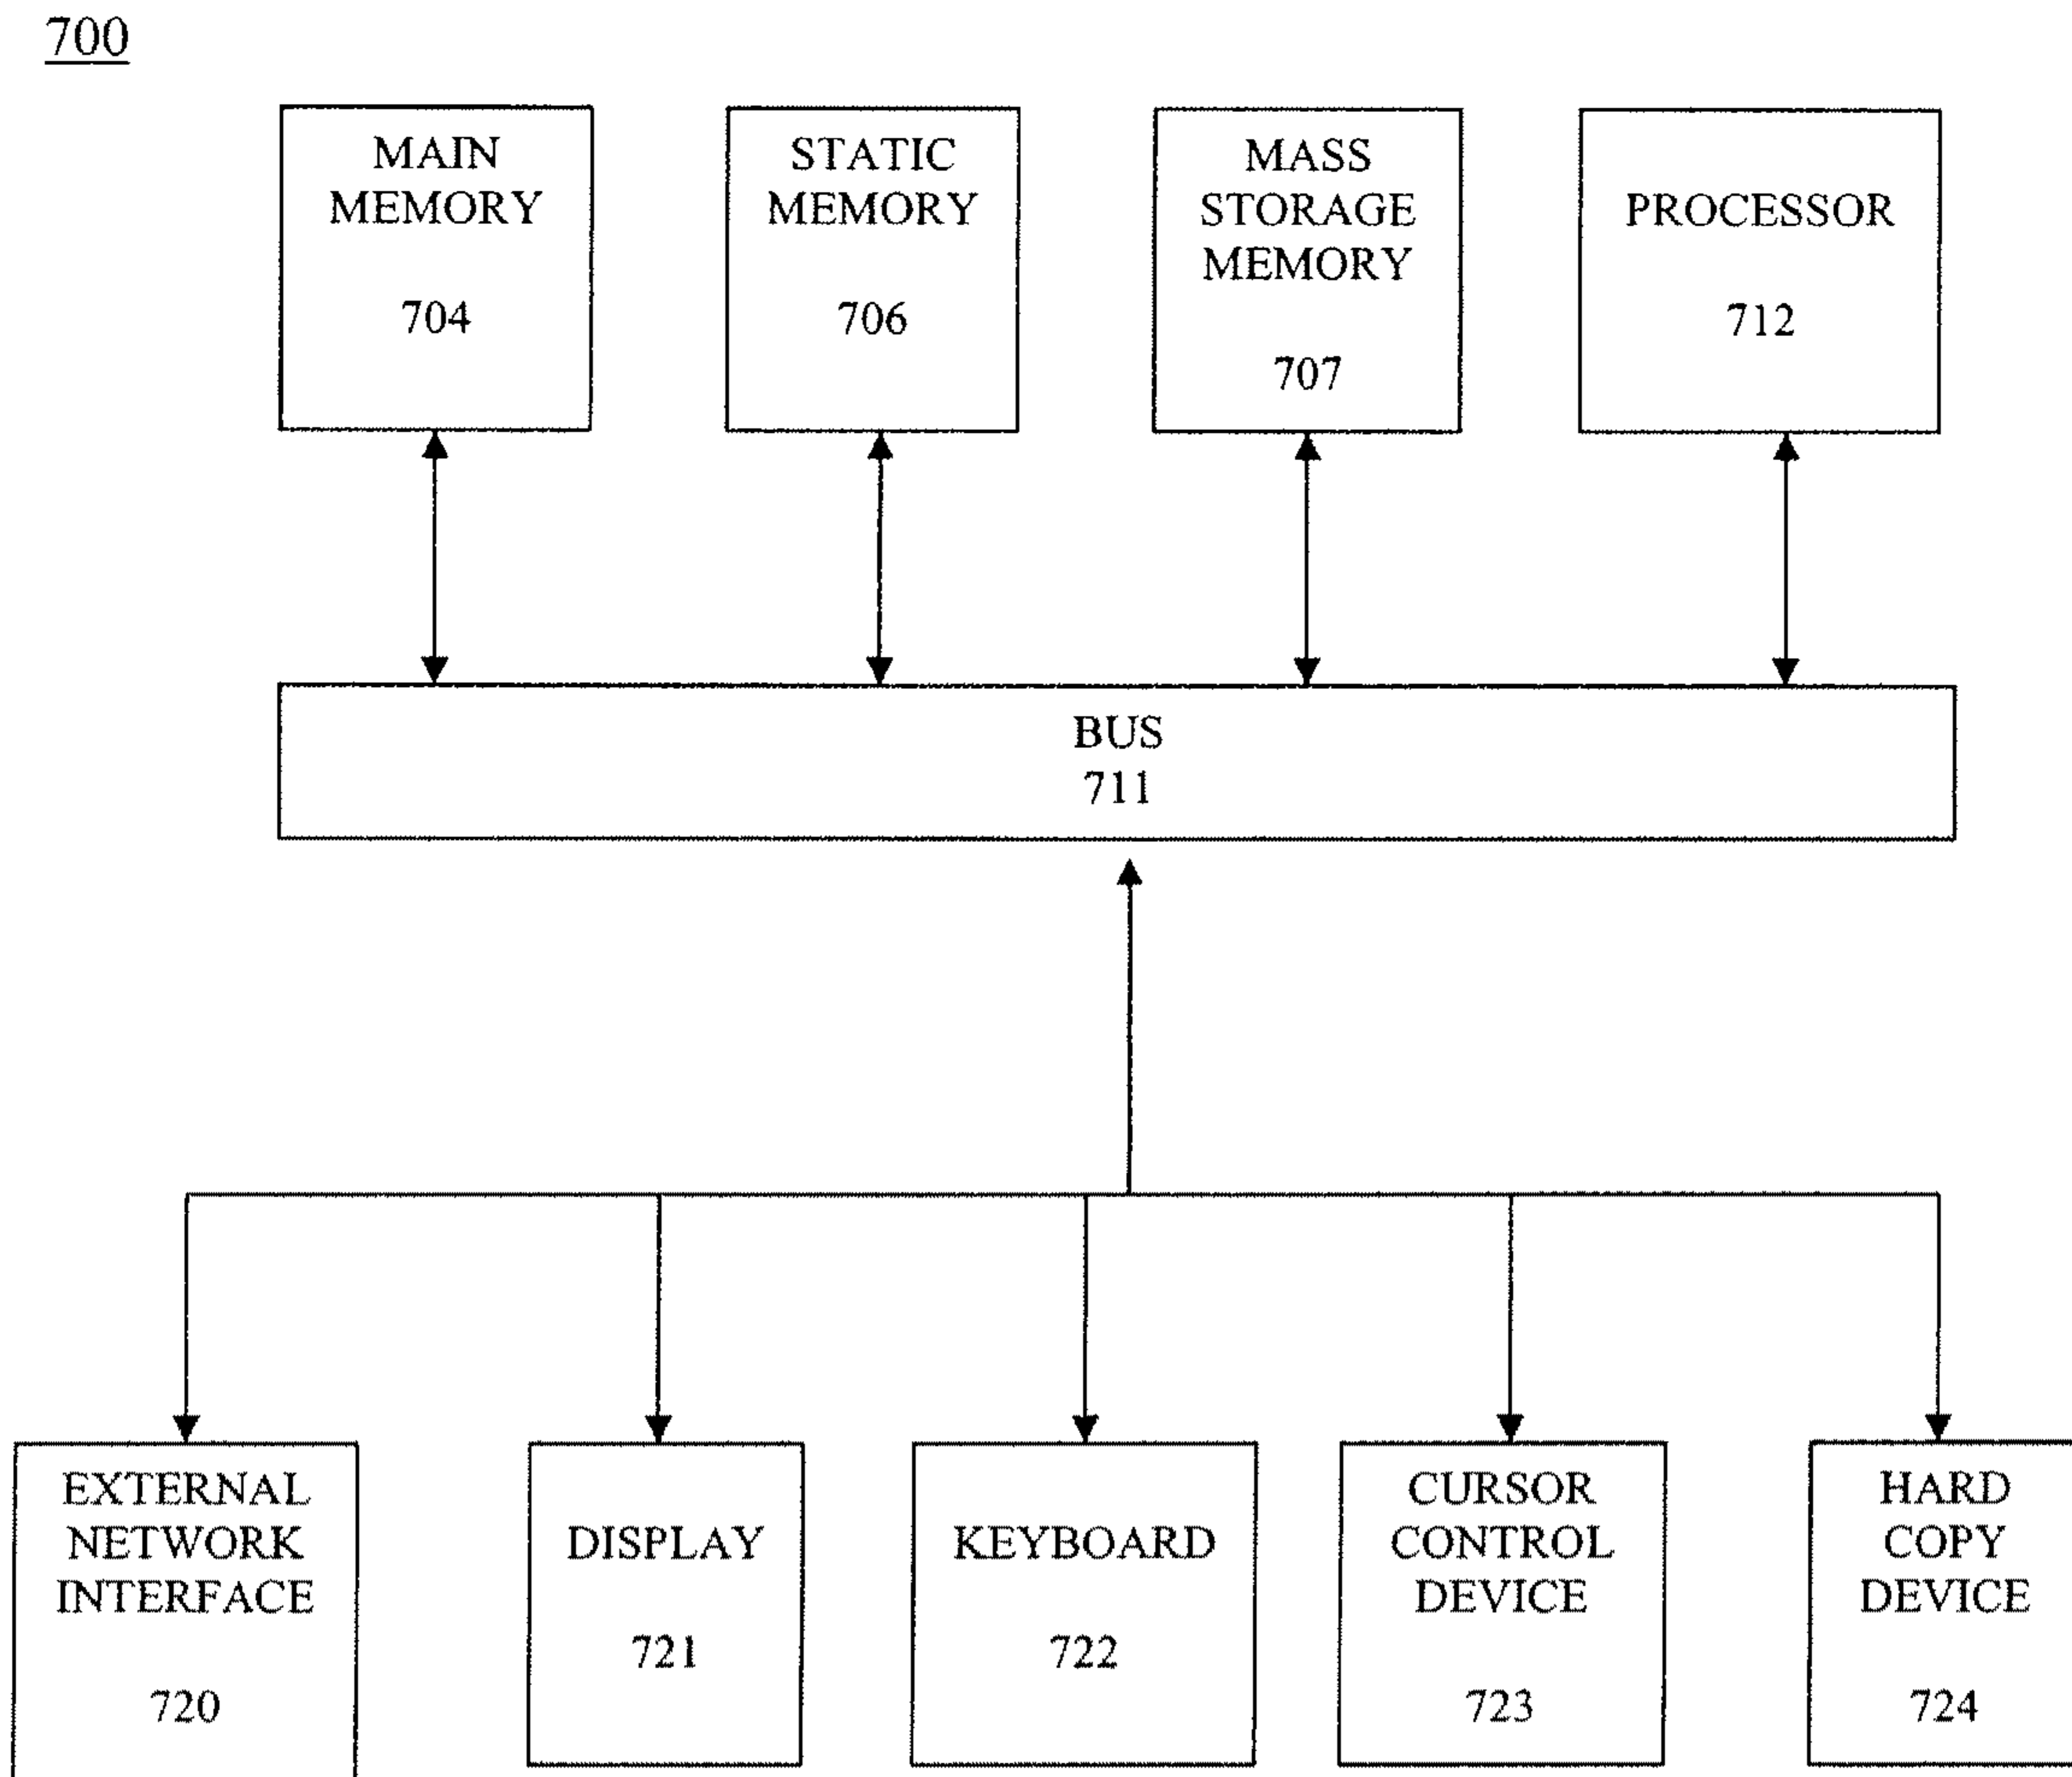 700
MAIN
MEMORY
704
STATIC
MEMORY
706
MASS
STORAGE
MEMORY
707
PROCESSOR
712
BUS
711
EXTERNAL
NETWORK
INTERFACE
720
DISPLAY
721
KEYBOARD
722
CURSOR
CONTROL
DEVICE
723
HARD
COPY
DEVICE
724